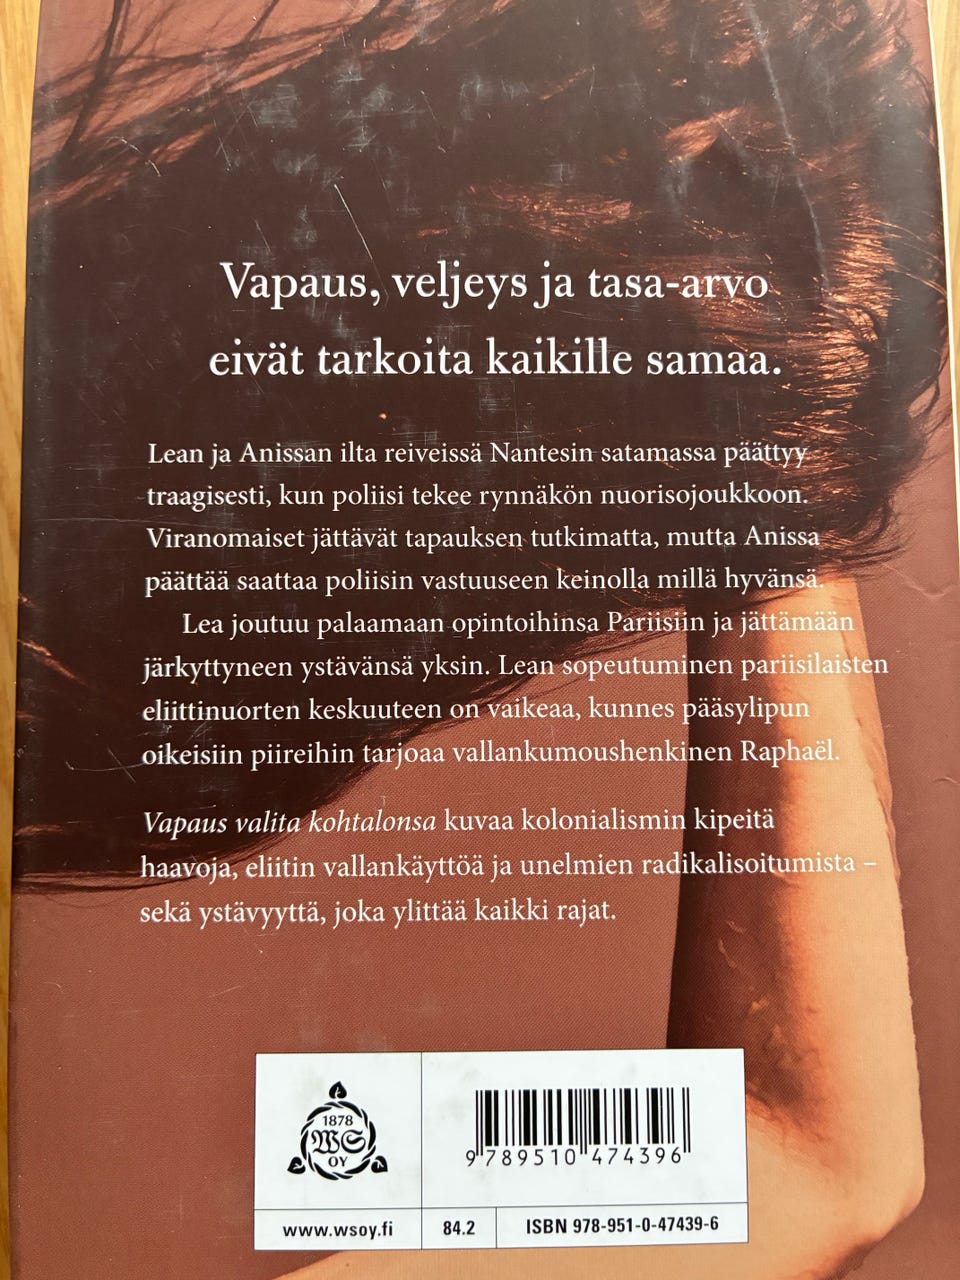 Vapaus, veljeys ja tasa-arvo
eivät tarkoita kaikille samaa.
Lean ja Anissan ilta reiveissä Nantesin satamassa päättyy
traagisesti, kun poliisi tekee rynnäkön nuorisojoukkoon.
Viranomaiset jättävät tapauksen tutkimatta, mutta Anissa
päättää saattaa poliisin vastuuseen keinolla millä hyvänsä.
Lea joutuu palaamaan opintoihinsa Pariisiin ja jättämään
järkyttyneen ystävänsä yksin. Lean sopeutuminen pariisilaisten
eliittinuorten keskuuteen on vaikeaa, kunnes pääsylipun
oikeisiin piireihin tarjoaa vallankumoushenkinen Raphaël.
Vapaus valita kohtalonsa kuvaa kolonialismin kipeitä
haavoja, eliitin vallankäyttöä ja unelmien radikalisoitumista –
sekä ystävyyttä, joka ylittää kaikki rajat.
1878
WS
OY
9 789510 474396
www.wsoy.fi
84.2
ISBN 978-951-0-47439-6